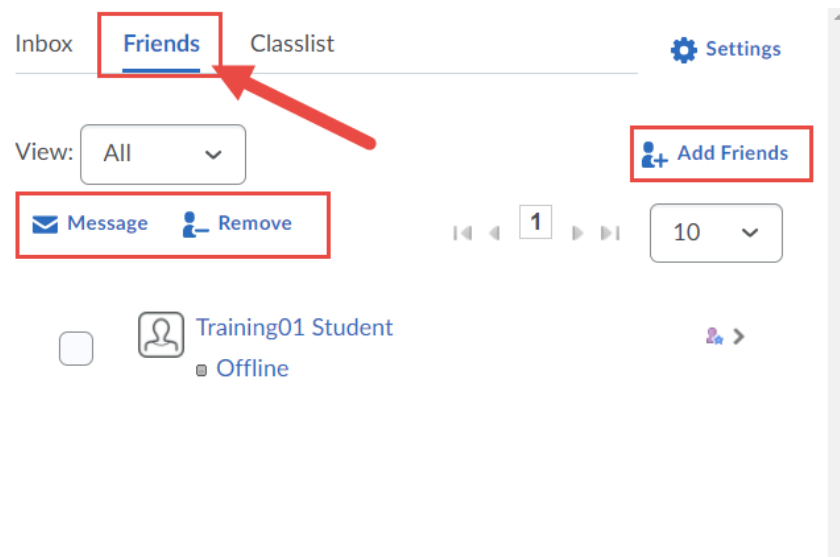 Inbox Friends Classlist Settings
View: All Add Friends
Message Remove 1 10
Training01 Student
Offline